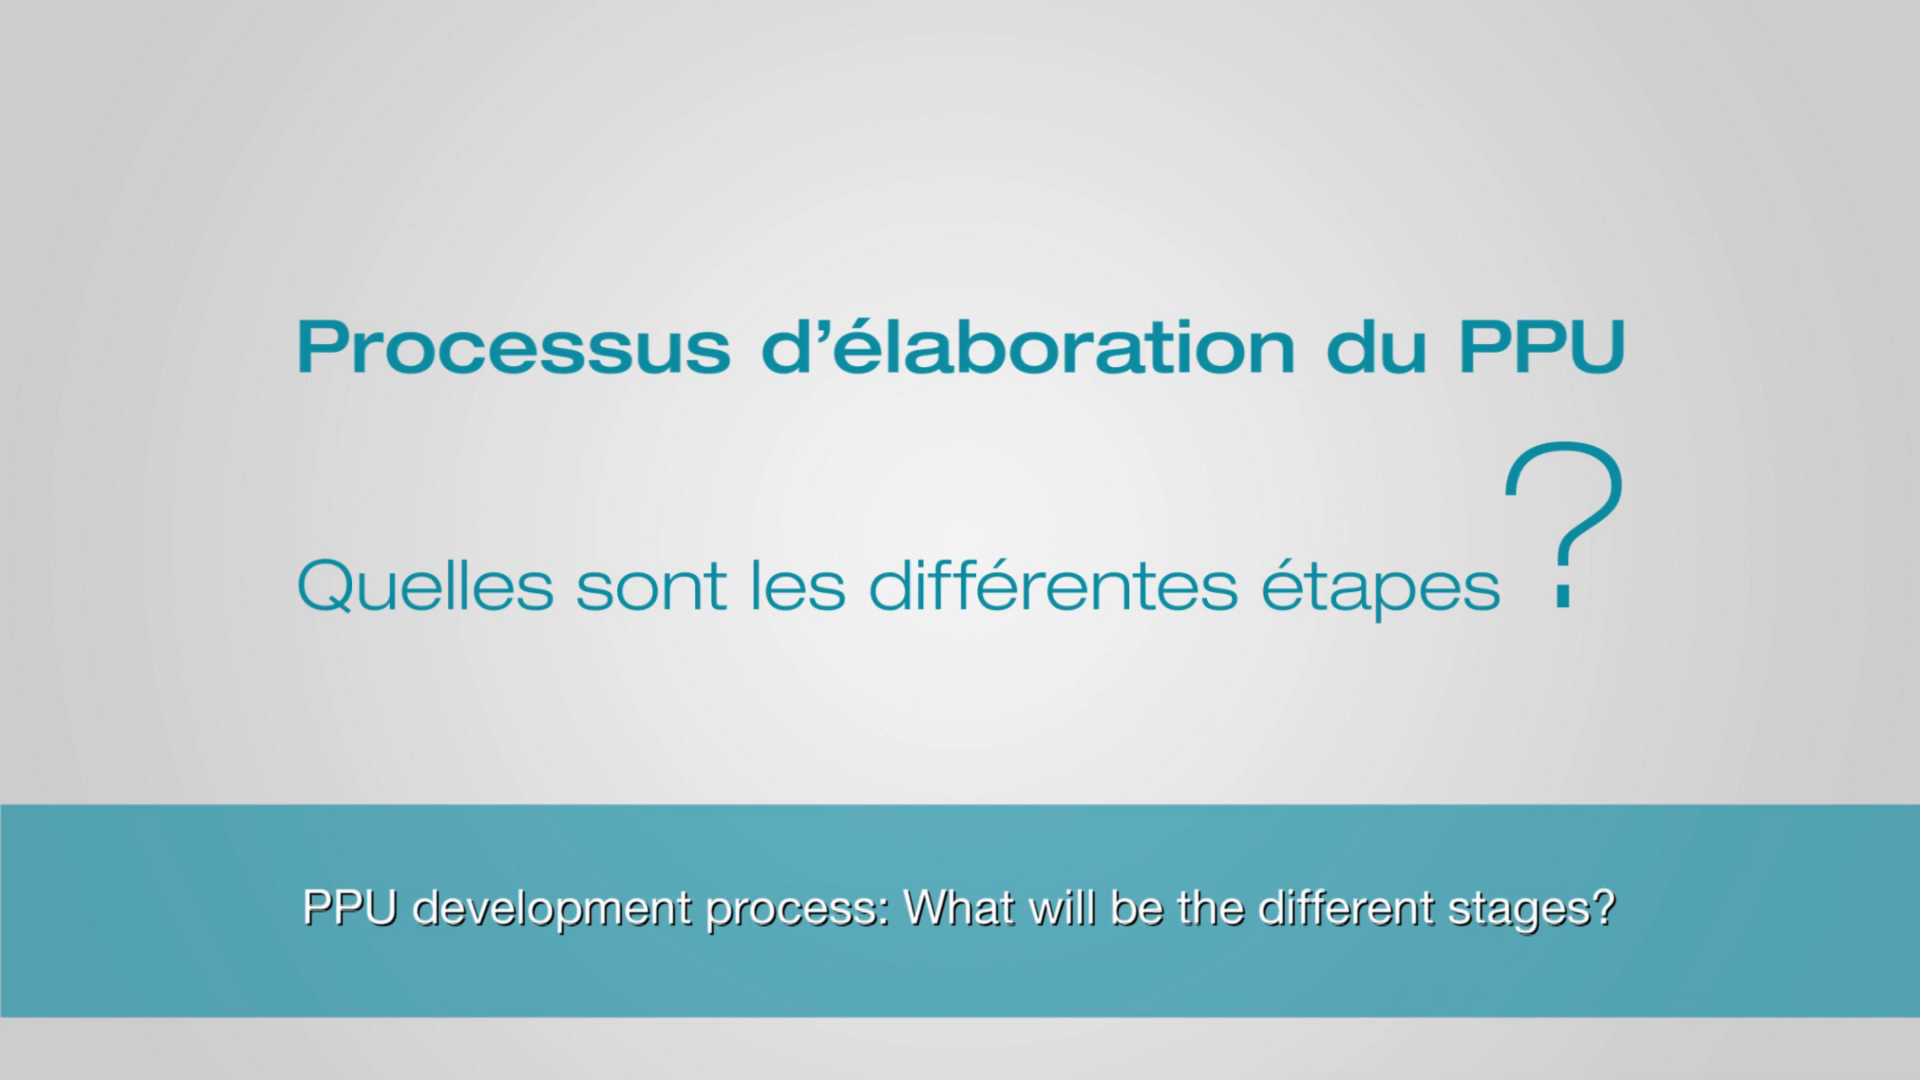 Processus d’élaboration du PPU
Quelles sont les différentes étapes ?
PPU development process: What will be the different stages?